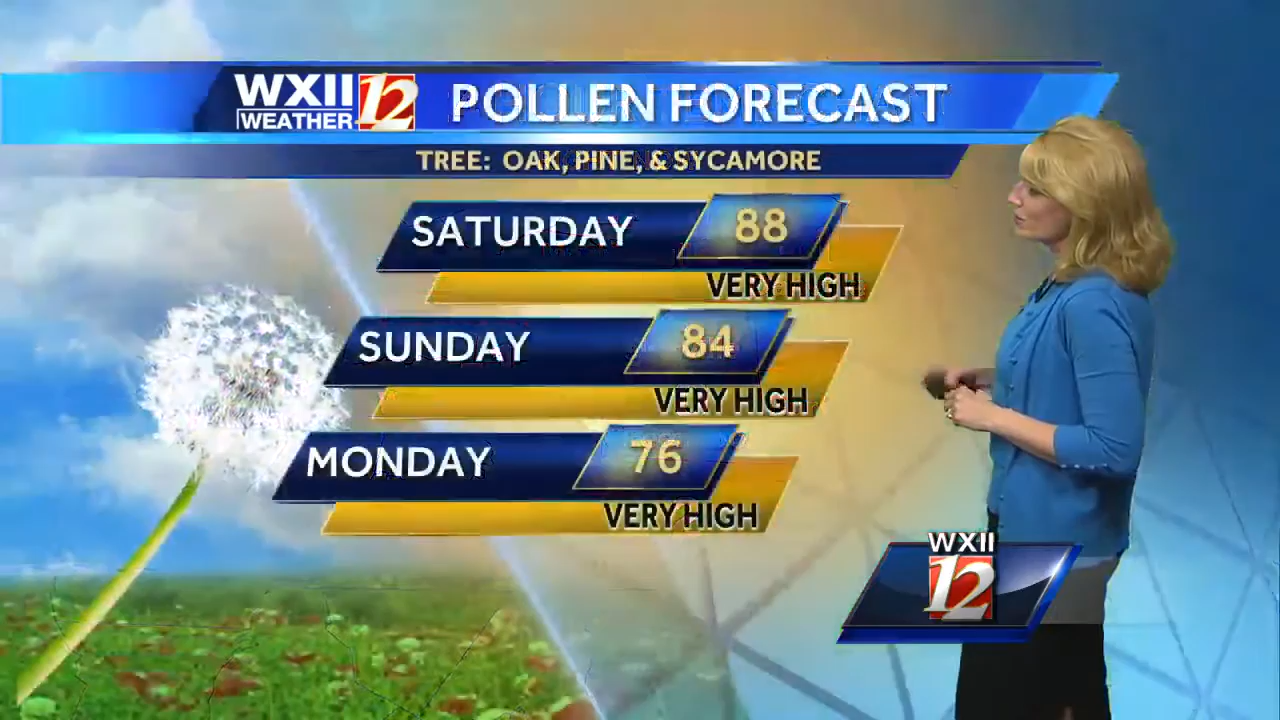 WXII 12
WEATHER
POLLEN FORECAST
TREE: OAK, PINE, & SYCAMORE
SATURDAY 88
VERY HIGH
SUNDAY 84
VERY HIGH
MONDAY 76
VERY HIGH
WXII
12